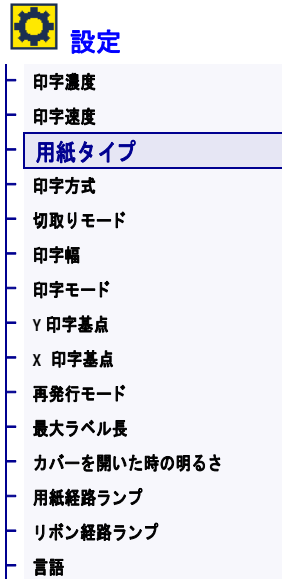 設定
印字濃度
印字速度
用紙タイプ
印字方式
切取りモード
印字幅
印字モード
Y 印字基点
X 印字基点
再発行モード
最大ラベル長
カバーを開いた時の明るさ
用紙経路ランプ
リボン経路ランプ
言語